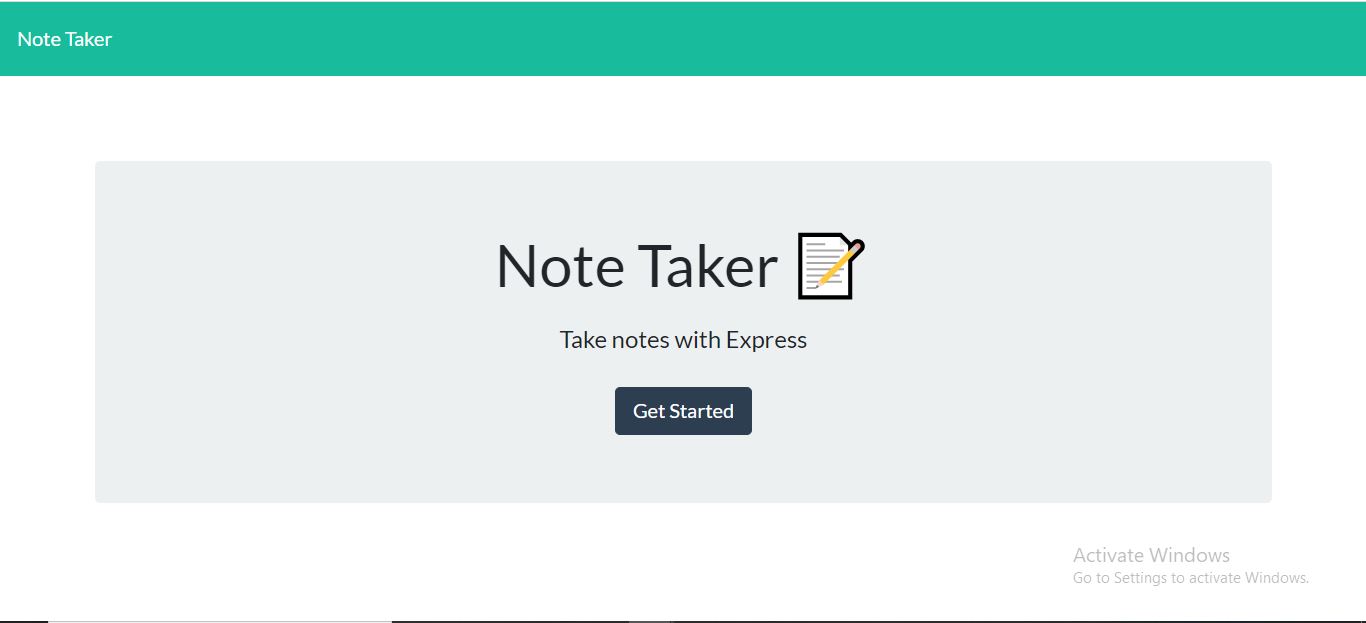 Note Taker
Note Taker
Take notes with Express
Get Started
Activate Windows
Go to Settings to activate Windows.